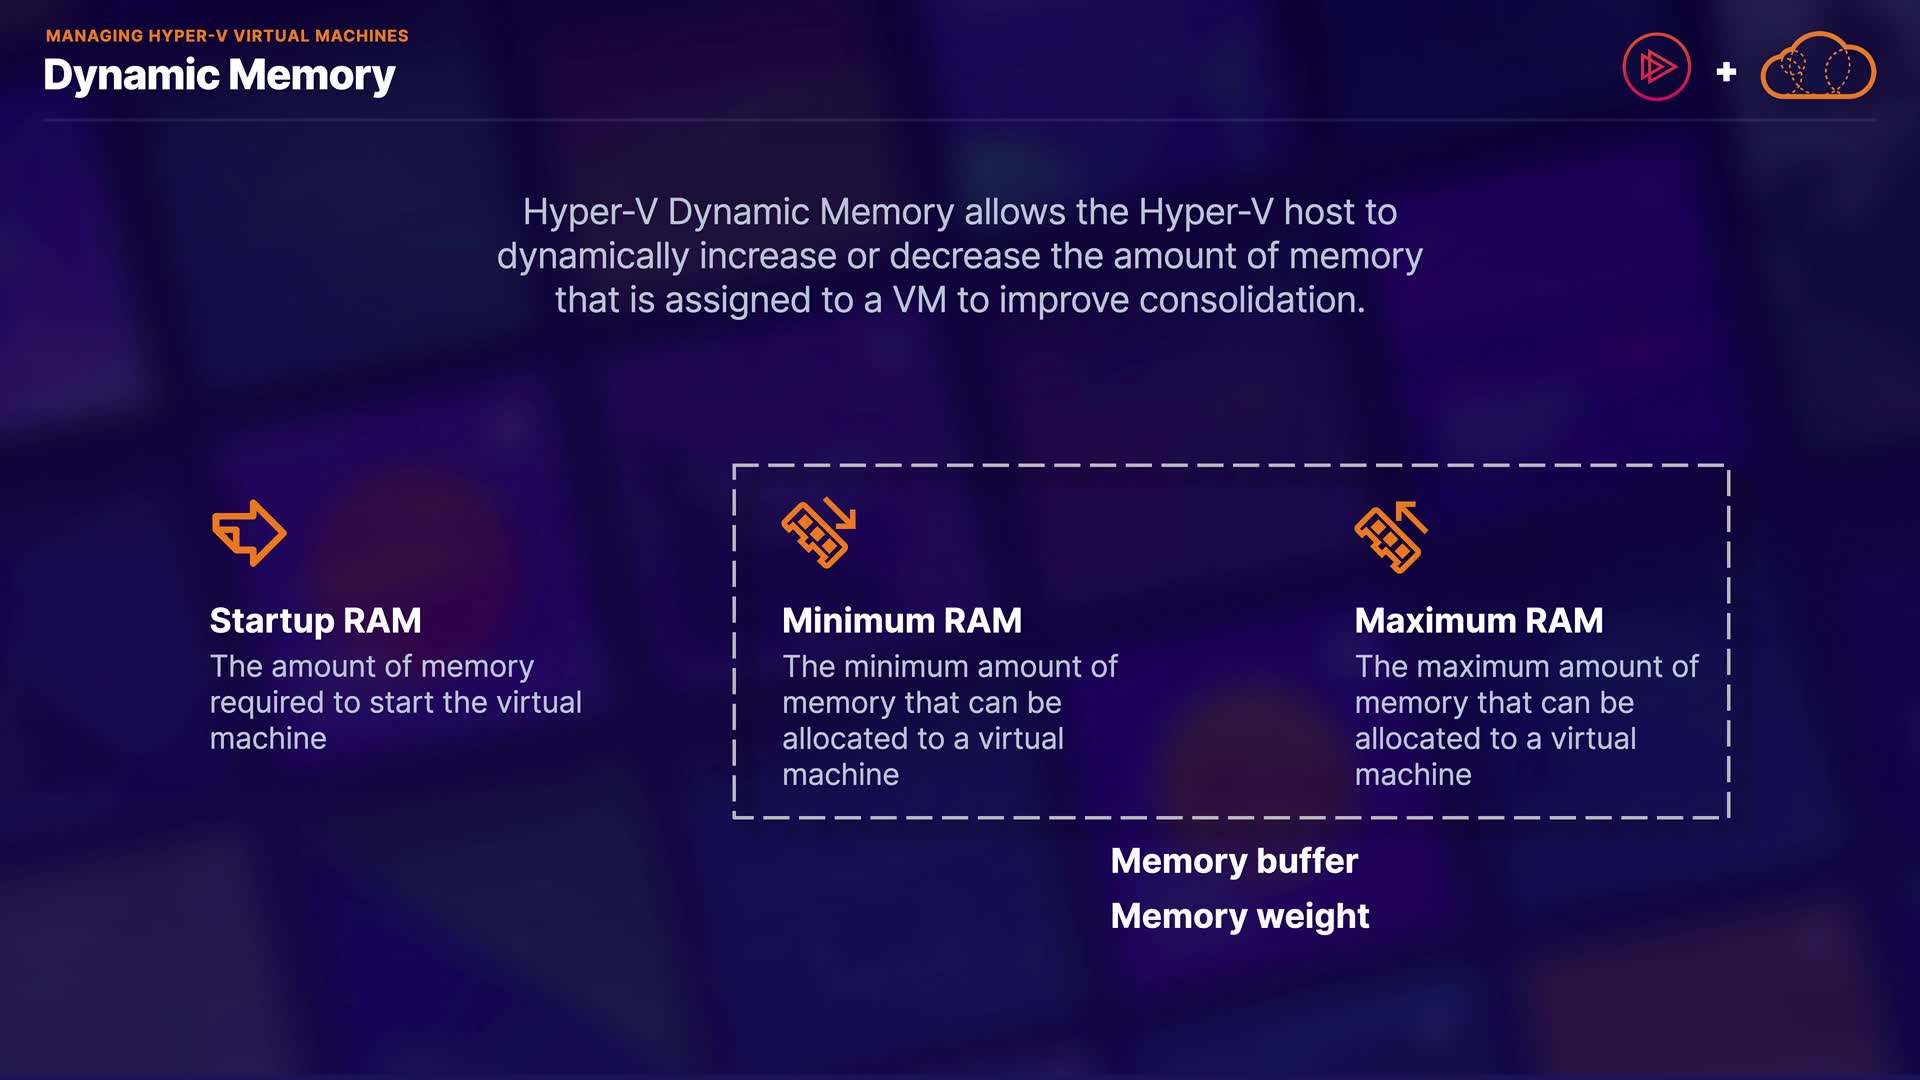 MANAGING HYPER-V VIRTUAL MACHINES
Dynamic Memory
+
Hyper-V Dynamic Memory allows the Hyper-V host to
dynamically increase or decrease the amount of memory
that is assigned to a VM to improve consolidation.
Startup RAM
The amount of memory
required to start the virtual
machine
Minimum RAM
The minimum amount of
memory that can be
allocated to a virtual
machine
Maximum RAM
The maximum amount of
memory that can be
allocated to a virtual
machine
Memory buffer
Memory weight